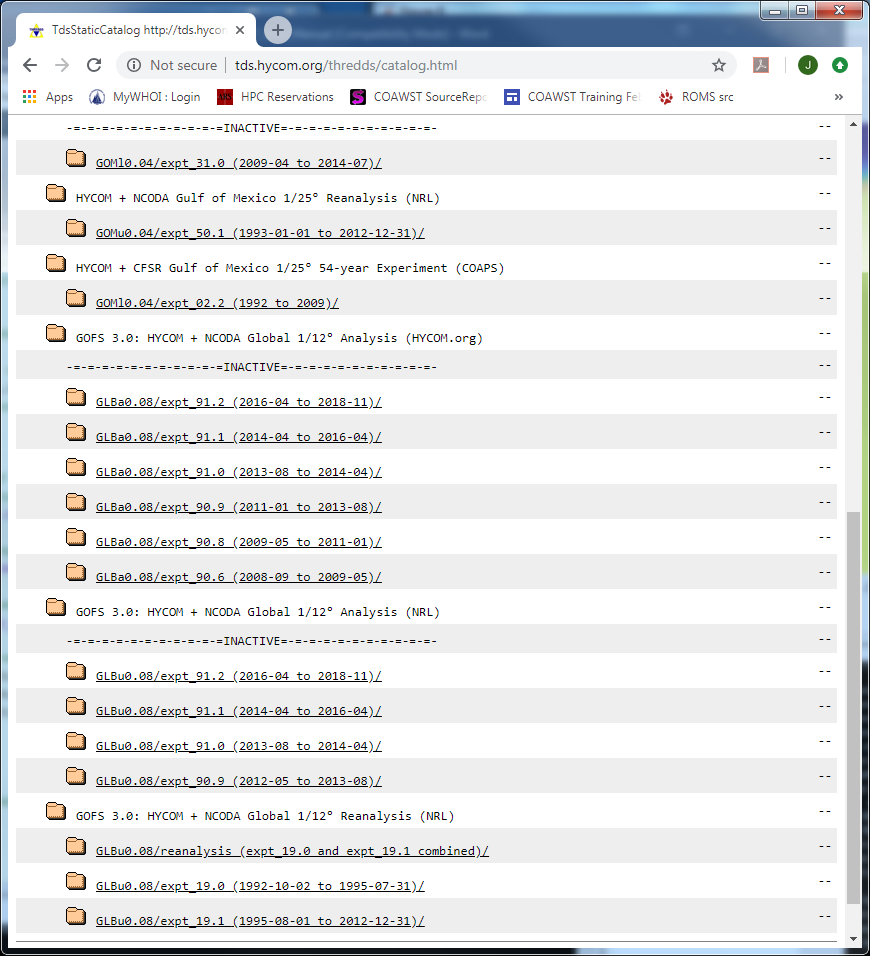 TdsStaticCatalog http://tds.hycom
Not secure | tds.hycom.org/thredds/catalog.html
J
Apps MyWHOI : Login HPC Reservations COAWST SourceRepo COAWST Training Fe ROMS src »
-=-=-=-=-=-=-=-=-=-=-=INACTIVE=-=-=-=-=-=-=-=-=-=-=- --
GOMl0.04/expt_31.0 (2009-04 to 2014-07)/ --
HYCOM + NCODA Gulf of Mexico 1/25° Reanalysis (NRL) --
GOMu0.04/expt_50.1 (1993-01-01 to 2012-12-31)/ --
HYCOM + CFSR Gulf of Mexico 1/25° 54-year Experiment (COAPS) --
GOMl0.04/expt_02.2 (1992 to 2009)/ --
GOFS 3.0: HYCOM + NCODA Global 1/12° Analysis (HYCOM.org) --
-=-=-=-=-=-=-=-=-=-=-=INACTIVE=-=-=-=-=-=-=-=-=-=-=- --
GLBa0.08/expt_91.2 (2016-04 to 2018-11)/ --
GLBa0.08/expt_91.1 (2014-04 to 2016-04)/ --
GLBa0.08/expt_91.0 (2013-08 to 2014-04)/ --
GLBa0.08/expt_90.9 (2011-01 to 2013-08)/ --
GLBa0.08/expt_90.8 (2009-05 to 2011-01)/ --
GLBa0.08/expt_90.6 (2008-09 to 2009-05)/ --
GOFS 3.0: HYCOM + NCODA Global 1/12° Analysis (NRL) --
-=-=-=-=-=-=-=-=-=-=-=INACTIVE=-=-=-=-=-=-=-=-=-=-=- --
GLBu0.08/expt_91.2 (2016-04 to 2018-11)/ --
GLBu0.08/expt_91.1 (2014-04 to 2016-04)/ --
GLBu0.08/expt_91.0 (2013-08 to 2014-04)/ --
GLBu0.08/expt_90.9 (2012-05 to 2013-08)/ --
GOFS 3.0: HYCOM + NCODA Global 1/12° Reanalysis (NRL) --
GLBu0.08/reanalysis (expt_19.0 and expt_19.1 combined)/ --
GLBu0.08/expt_19.0 (1992-10-02 to 1995-07-31)/ --
GLBu0.08/expt_19.1 (1995-08-01 to 2012-12-31)/ --